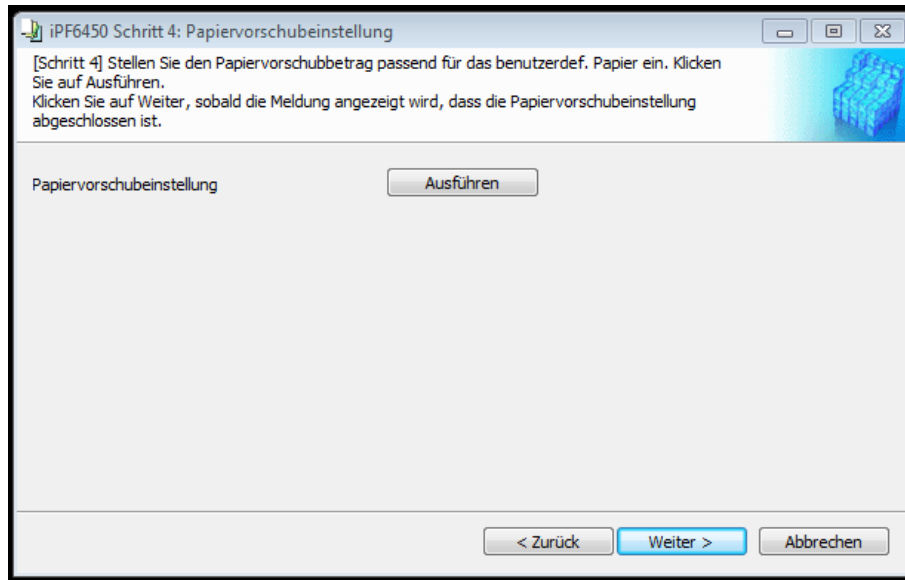 iPF6450 Schritt 4: Papiervorschubeinstellung
[Schritt 4] Stellen Sie den Papiervorschubbetrag passend für das benutzerdef. Papier ein. Klicken
Sie auf Ausführen.
Klicken Sie auf Weiter, sobald die Meldung angezeigt wird, dass die Papiervorschubeinstellung
abgeschlossen ist.
Papiervorschubeinstellung
Ausführen
< Zurück
Weiter >
Abbrechen